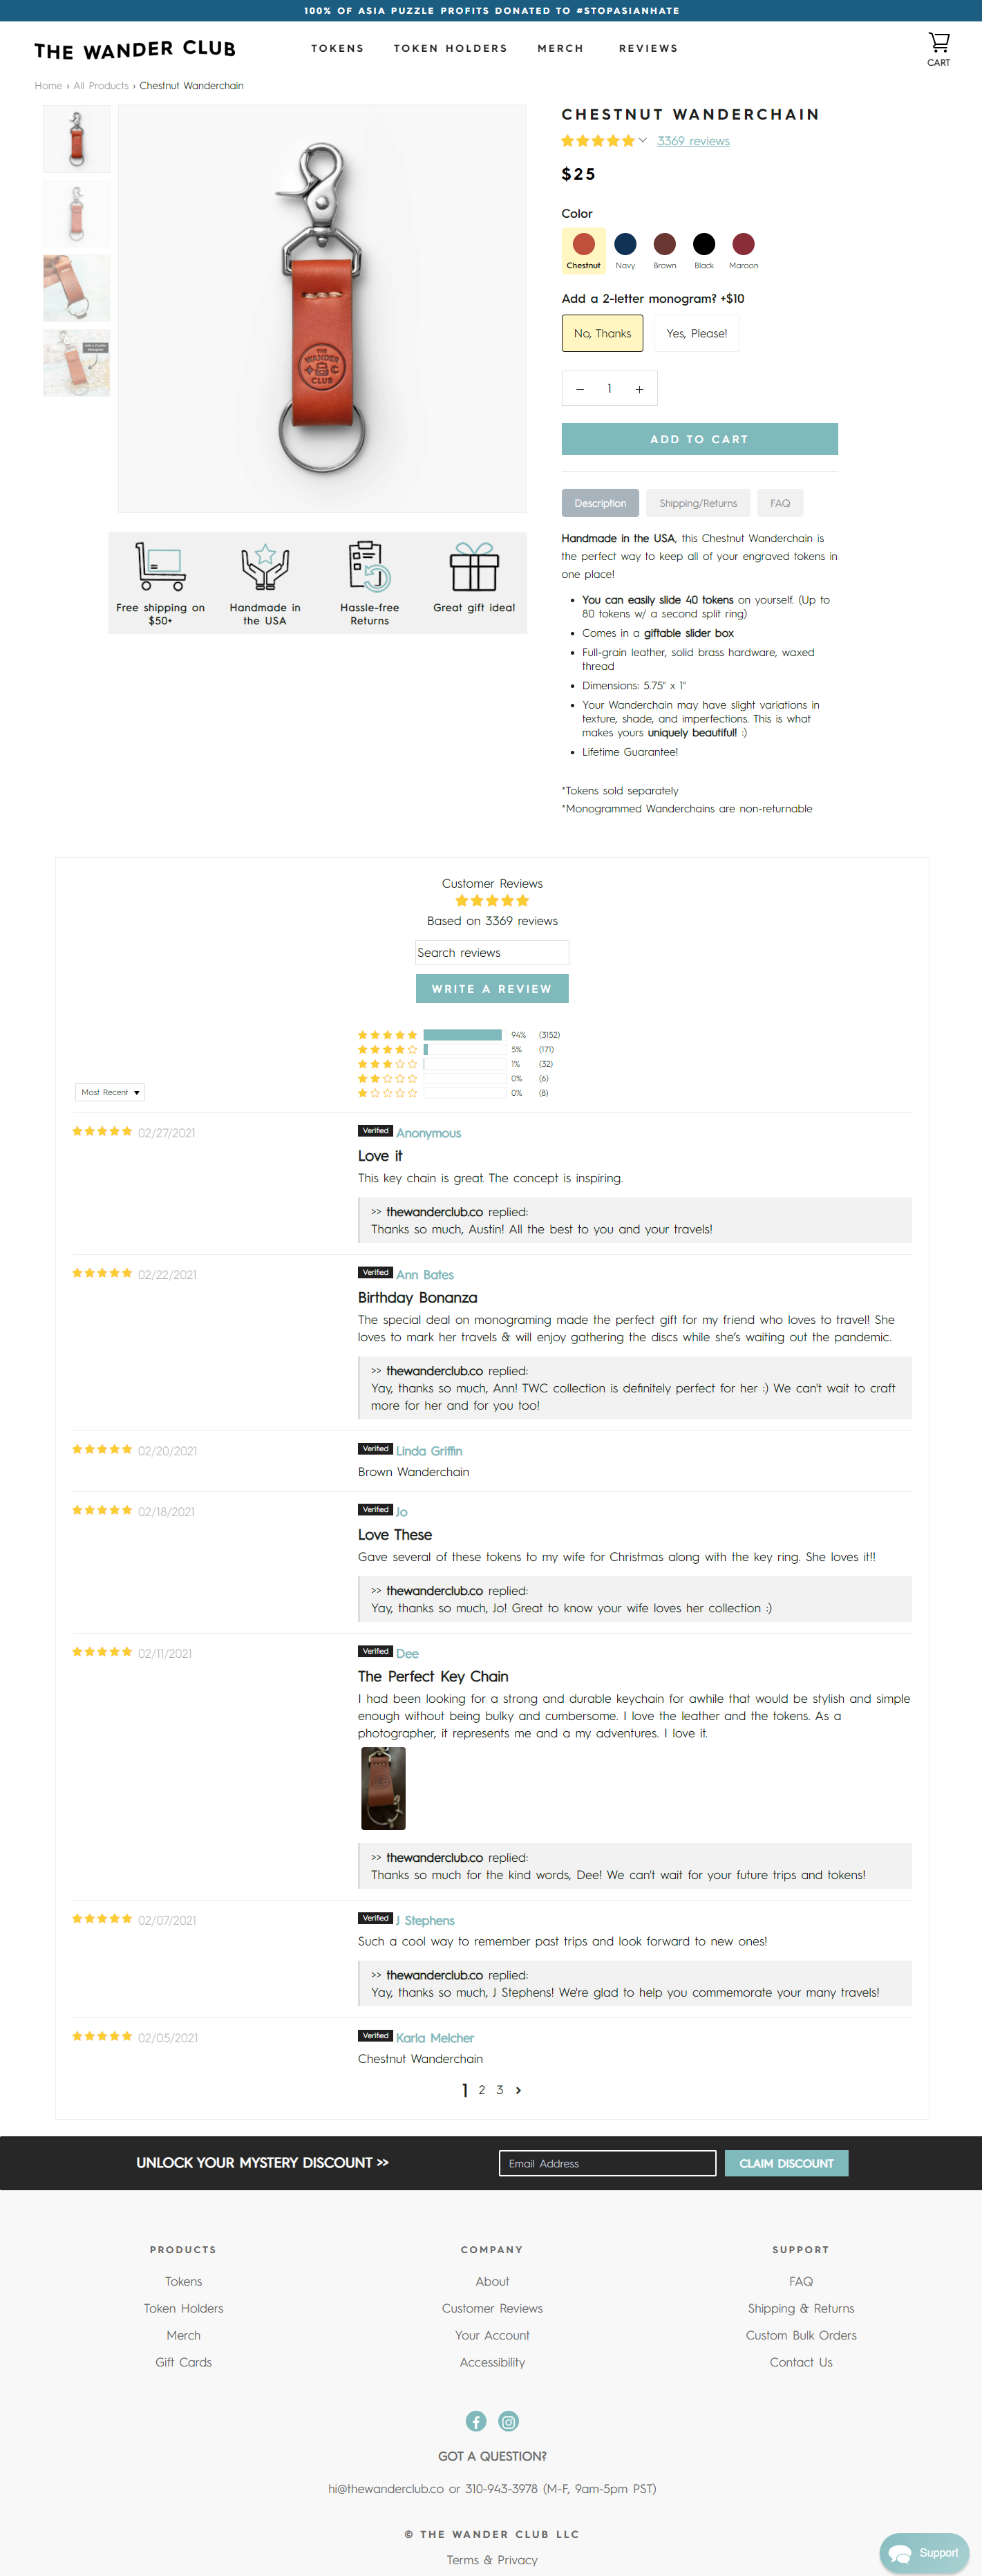 100% OF ASIA PUZZLE PROFITS DONATED TO #STOPASIANHATE
THE WANDER CLUB
TOKENS
TOKEN HOLDERS
MERCH
REVIEWS
CART
Home › All Products › Chestnut Wanderchain
THE WANDER CLUB
CHESTNUT WANDERCHAIN
3369 reviews
$25
Color
Chestnut
Navy
Brown
Black
Maroon
Add a 2-letter monogram? +$10
No, Thanks
Yes, Please!
− 1 +
ADD TO CART
Description
Shipping/Returns
FAQ
Free shipping on
$50+
Handmade in
the USA
Hassle-free
Returns
Great gift idea!
Handmade in the USA, this Chestnut Wanderchain is
the perfect way to keep all of your engraved tokens in
one place!
• You can easily slide 40 tokens on yourself. (Up to
80 tokens w/ a second split ring)
• Comes in a giftable slider box
• Full-grain leather, solid brass hardware, waxed
thread
• Dimensions: 5.75" x 1"
• Your Wanderchain may have slight variations in
texture, shade, and imperfections. This is what
makes yours uniquely beautiful! :)
• Lifetime Guarantee!
*Tokens sold separately
*Monogrammed Wanderchains are non-returnable
Customer Reviews
Based on 3369 reviews
Search reviews
WRITE A REVIEW
94% (3152)
5% (171)
1% (32)
0% (6)
0% (8)
Most Recent
02/27/2021
Verified Anonymous
Love it
This key chain is great. The concept is inspiring.
>> thewanderclub.co replied:
Thanks so much, Austin! All the best to you and your travels!
02/22/2021
Verified Ann Bates
Birthday Bonanza
The special deal on monograming made the perfect gift for my friend who loves to travel! She
loves to mark her travels & will enjoy gathering the discs while she’s waiting out the pandemic.
>> thewanderclub.co replied:
Yay, thanks so much, Ann! TWC collection is definitely perfect for her :) We can't wait to craft
more for her and for you too!
02/20/2021
Verified Linda Griffin
Brown Wanderchain
02/18/2021
Verified Jo
Love These
Gave several of these tokens to my wife for Christmas along with the key ring. She loves it!!
>> thewanderclub.co replied:
Yay, thanks so much, Jo! Great to know your wife loves her collection :)
02/11/2021
Verified Dee
The Perfect Key Chain
I had been looking for a strong and durable keychain for awhile that would be stylish and simple
enough without being bulky and cumbersome. I love the leather and the tokens. As a
photographer, it represents me and a my adventures. I love it.
>> thewanderclub.co replied:
Thanks so much for the kind words, Dee! We can't wait for your future trips and tokens!
02/07/2021
Verified J Stephens
Such a cool way to remember past trips and look forward to new ones!
>> thewanderclub.co replied:
Yay, thanks so much, J Stephens! We're glad to help you commemorate your many travels!
02/05/2021
Verified Karla Melcher
Chestnut Wanderchain
1 2 3
UNLOCK YOUR MYSTERY DISCOUNT >>
Email Address
CLAIM DISCOUNT
PRODUCTS
Tokens
Token Holders
Merch
Gift Cards
COMPANY
About
Customer Reviews
Your Account
Accessibility
SUPPORT
FAQ
Shipping & Returns
Custom Bulk Orders
Contact Us
GOT A QUESTION?
hi@thewanderclub.co or 310-943-3978 (M-F, 9am-5pm PST)
© THE WANDER CLUB LLC
Terms & Privacy
Support